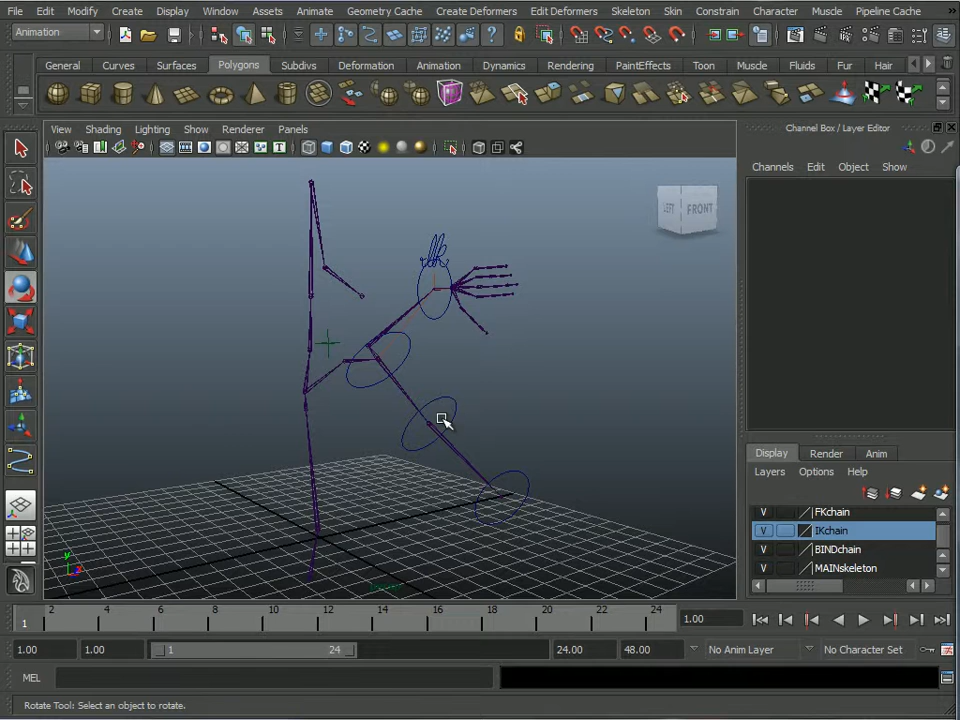 File Edit Modify Create Display Window Assets Animate Geometry Cache Create Deformers Edit Deformers Skeleton Skin Constrain Character Muscle Pipeline Cache »
Animation
General Curves Surfaces Polygons Subdivs Deformation Animation Dynamics Rendering PaintEffects Toon Muscle Fluids Fur Hair
View Shading Lighting Show Renderer Panels
Channel Box / Layer Editor
Channels Edit Object Show
LEFT FRONT
y
Display Render Anim
Layers Options Help
V FKchain
V IKchain
V BINDchain
V MAINskeleton
2 4 6 8 10 12 14 16 18 20 22 24
1
1.00
1.00 1.00 1 24 24.00 48.00 No Anim Layer No Character Set
MEL
Rotate Tool: Select an object to rotate.